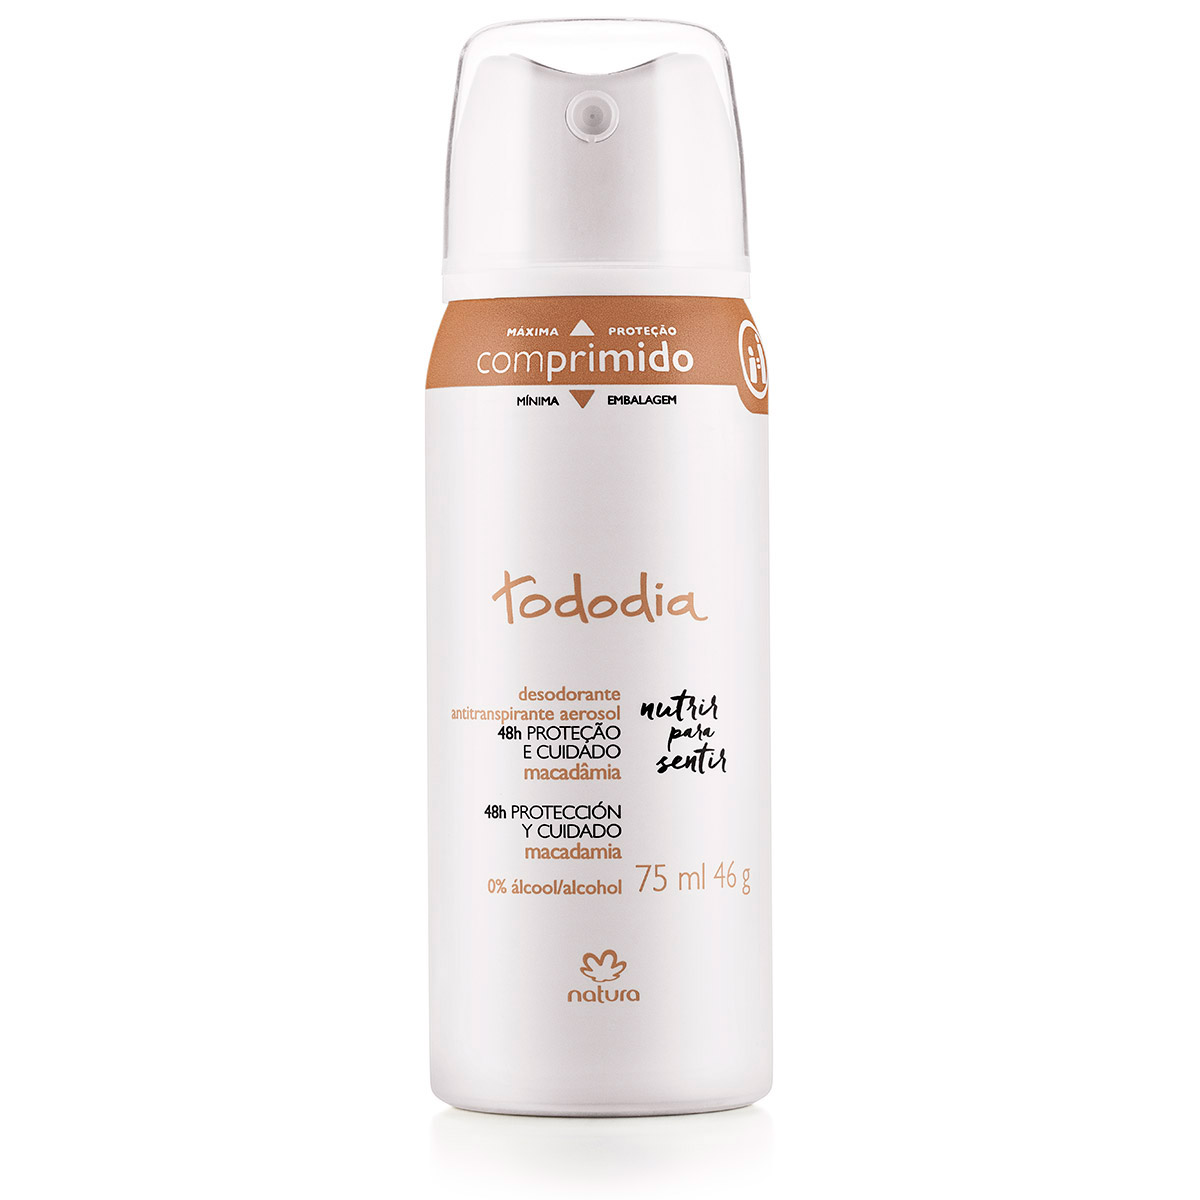 MÁXIMA PROTEÇÃO
comprimido
MÍNIMA EMBALAGEM
Tododia
desodorante
antitranspirante aerosol
48h PROTEÇÃO
E CUIDADO
macadâmia
nutrir
para
sentir
48h PROTECCIÓN
Y CUIDADO
macadamia
0% álcool/alcohol
75 ml 46 g
natura